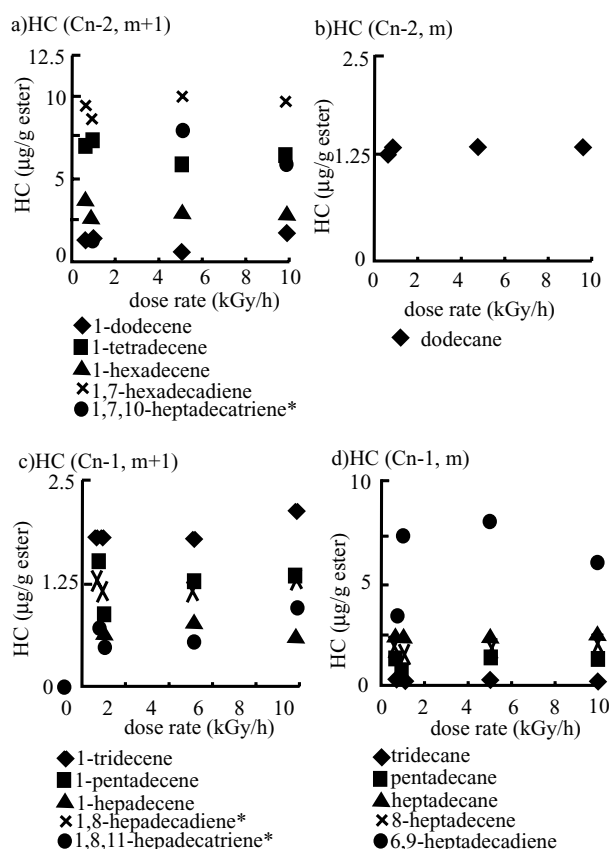 a)HC (Cn-2, m+1)
12.5
10
5
0
HC (μg/g ester)
0 2 4 6 8 10
dose rate (kGy/h)
1-dodecene
1-tetradecene
1-hexadecene
1,7-hexadecadiene
1,7,10-heptadecatriene*
b)HC (Cn-2, m)
2.5
1.25
0
HC (μg/g ester)
0 2 4 6 8 10
dose rate (kGy/h)
dodecane
c)HC (Cn-1, m+1)
2.5
1.25
0
HC (μg/g ester)
0 2 4 6 8 10
dose rate (kGy/h)
1-tridecene
1-pentadecene
1-hepadecene
1,8-hepadecadiene*
1,8,11-hepadecatriene*
d)HC (Cn-1, m)
10
5
0
HC (μg/g ester)
0 2 4 6 8 10
dose rate (kGy/h)
tridecane
pentadecane
heptadecane
8-heptadecene
6,9-heptadecadiene